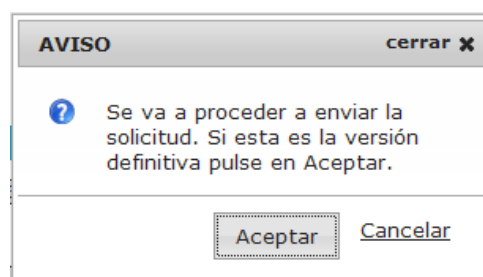 AVISO cerrar x
Se va a proceder a enviar la
solicitud. Si esta es la versión
definitiva pulse en Aceptar.
Aceptar Cancelar